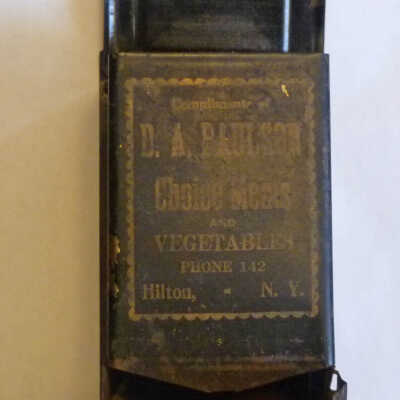 Compliments of
D. A. PAULSON
Choice Meats
AND
VEGETABLES
PHONE 142
Hilton, - N. Y.